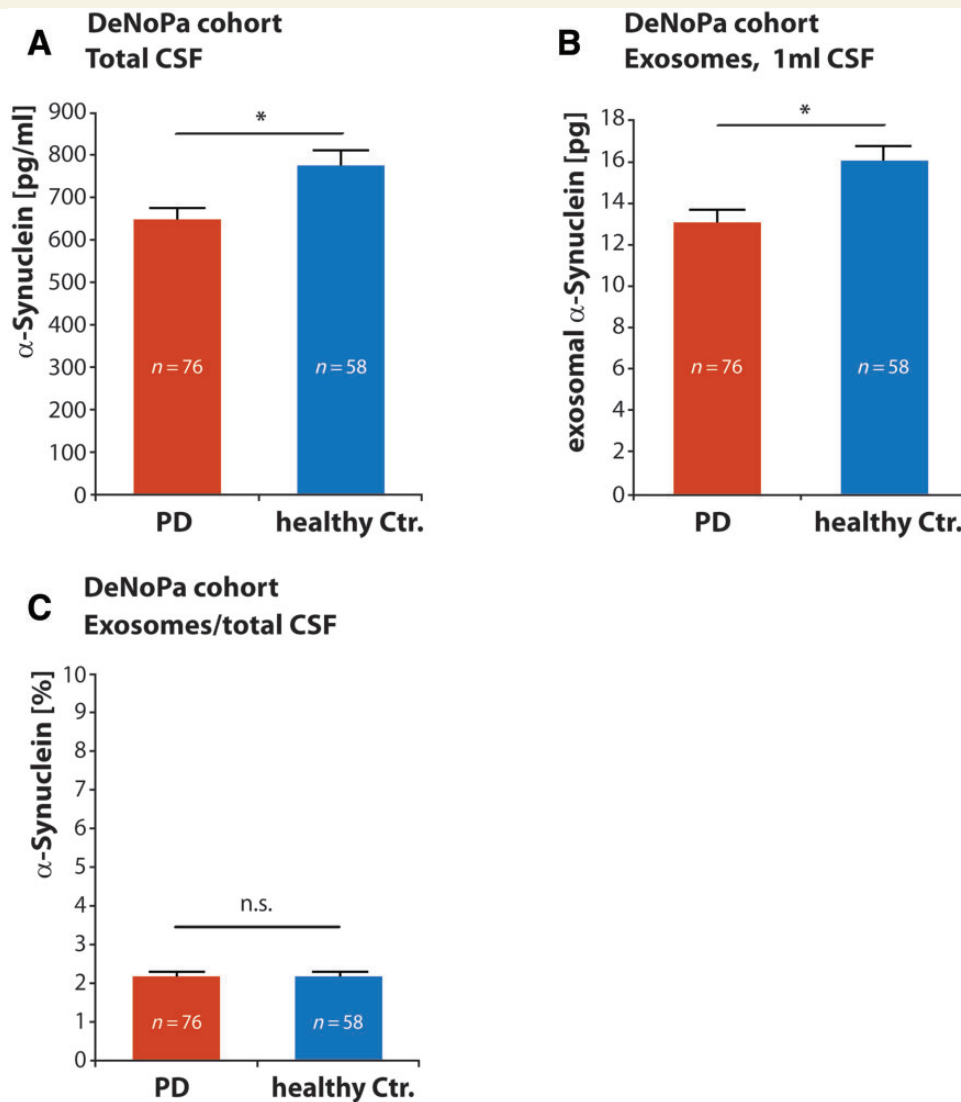 A
DeNoPa cohort
Total CSF
α-Synuclein [pg/ml]
900
800
700
600
500
400
300
200
100
0
*
n = 76
n = 58
PD
healthy Ctr.
B
DeNoPa cohort
Exosomes, 1ml CSF
exosomal α-Synuclein [pg]
18
16
14
12
10
8
6
4
2
0
*
n = 76
n = 58
PD
healthy Ctr.
C
DeNoPa cohort
Exosomes/total CSF
α-Synuclein [%]
10
9
8
7
6
5
4
3
2
1
0
n.s.
n = 76
n = 58
PD
healthy Ctr.